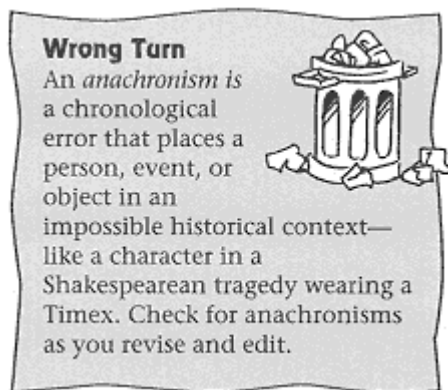 Wrong Turn
An anachronism is
a chronological
error that places a
person, event, or
object in an
impossible historical context—
like a character in a
Shakespearean tragedy wearing a
Timex. Check for anachronisms
as you revise and edit.